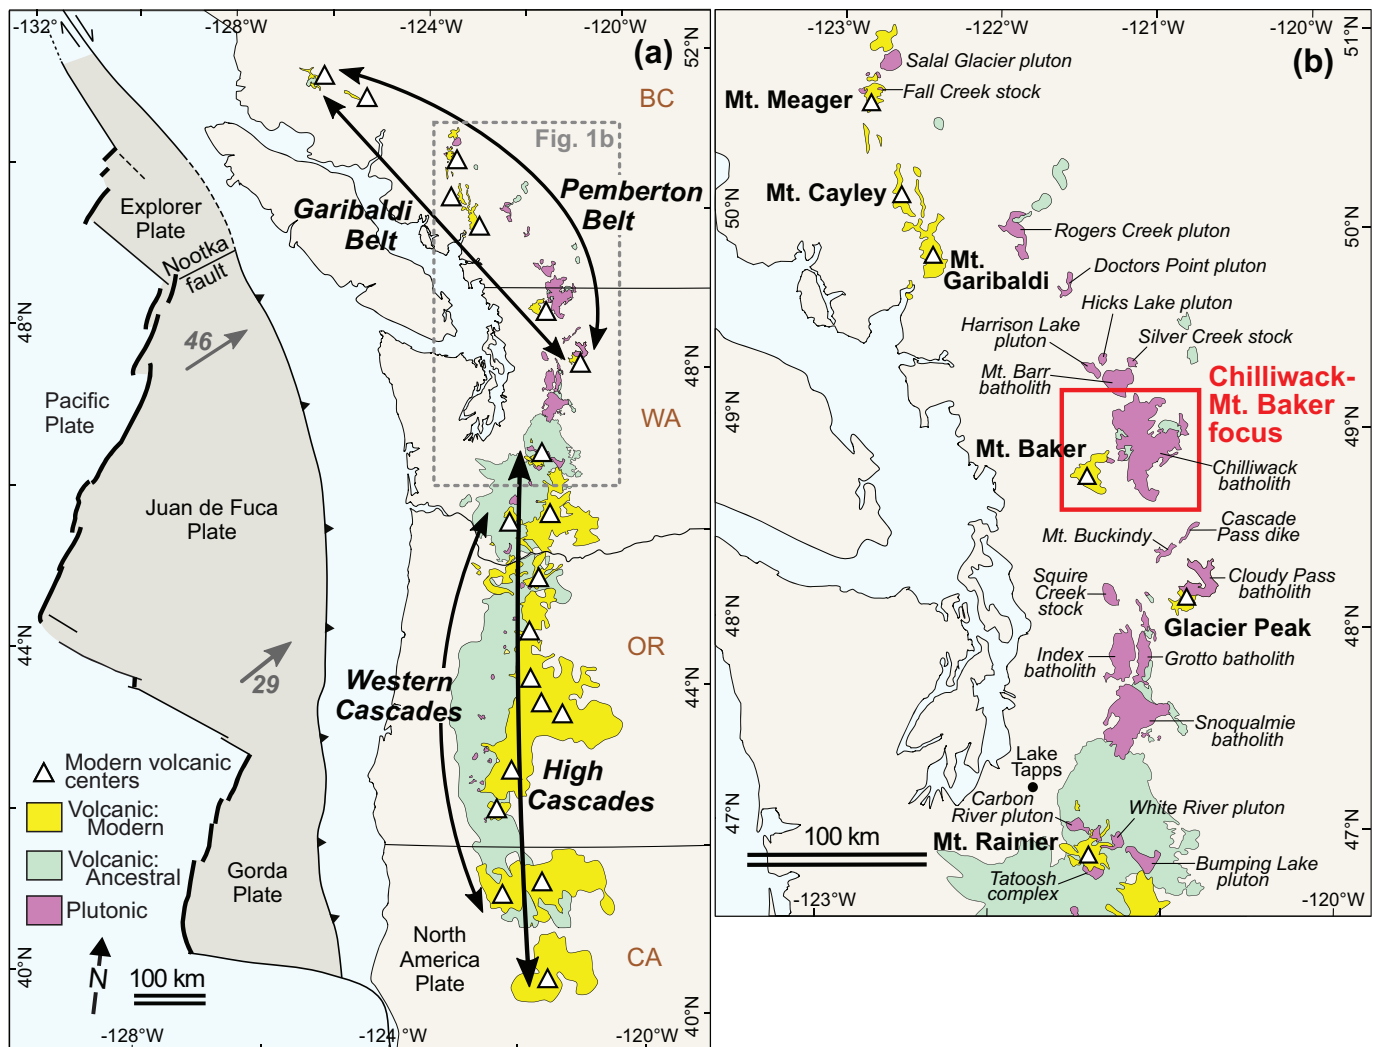 -132°
-128°W
-124°W
-120°W
(a)
52°N
BC
Fig. 1b
Pemberton
Belt
Garibaldi
Belt
Explorer
Plate
Nootka
fault
48°N
46
48°N
Pacific
Plate
WA
Juan de Fuca
Plate
44°N
29
OR
Western
Cascades
44°N
High
Cascades
Modern volcanic
centers
Volcanic:
Modern
Volcanic:
Ancestral
Plutonic
Gorda
Plate
North
America
Plate
CA
40°N
N
100 km
40°N
-128°W
-124°W
-120°W
-123°W
-122°W
-121°W
-120°W
51°N
(b)
Salal Glacier pluton
Mt. Meager
Fall Creek stock
Mt. Cayley
50°N
50°N
Rogers Creek pluton
Mt.
Garibaldi
Doctors Point pluton
Hicks Lake pluton
Harrison Lake
pluton
Silver Creek stock
Mt. Barr
batholith
Chilliwack-
Mt. Baker
focus
49°N
49°N
Mt. Baker
Chilliwack
batholith
Cascade
Pass dike
Mt. Buckindy
Squire
Creek
stock
Cloudy Pass
batholith
48°N
48°N
Glacier Peak
Index
batholith
Grotto batholith
Snoqualmie
batholith
Lake
Tapps
Carbon
River pluton
White River pluton
47°N
47°N
100 km
Mt. Rainier
Tatoosh
complex
Bumping Lake
pluton
-123°W
-122°W
-121°W
-120°W